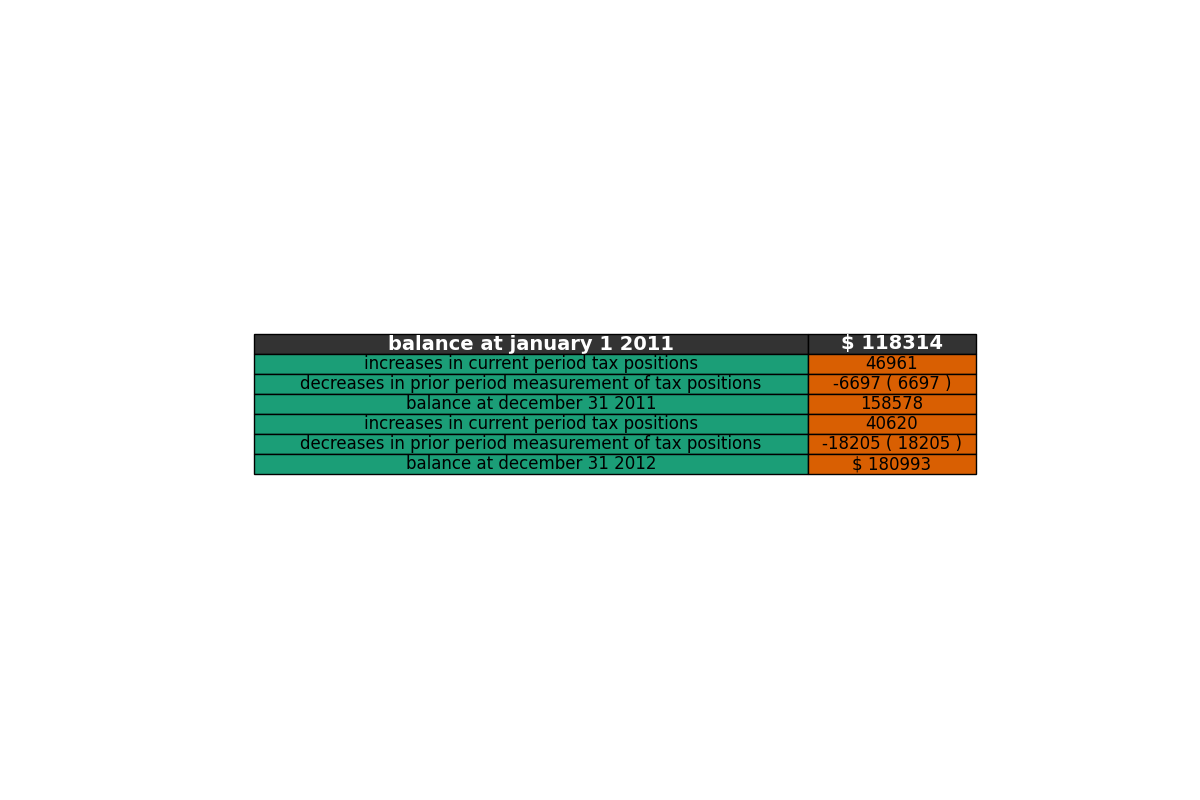 balance at january 1 2011 $ 118314
increases in current period tax positions 46961
decreases in prior period measurement of tax positions -6697 ( 6697 )
balance at december 31 2011 158578
increases in current period tax positions 40620
decreases in prior period measurement of tax positions -18205 ( 18205 )
balance at december 31 2012 $ 180993